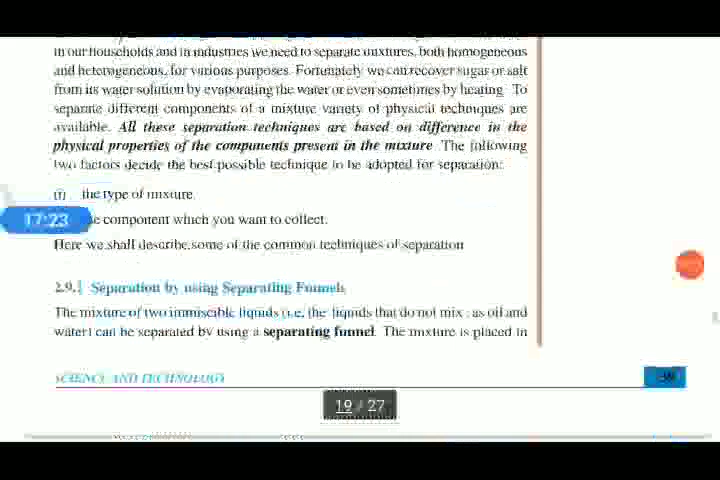 in our households and in industries we need to separate mixtures, both homogeneous
and heterogeneous, for various purposes. Fortunately we can recover sugar or salt
from its water solution by evaporating the water or even sometimes by heating. To
separate different components of a mixture variety of physical techniques are
available. All these separation techniques are based on difference in the
physical properties of the components present in the mixture. The following
two factors decide the best possible technique to be adopted for separation:
(i) the type of mixture.
17:23
component which you want to collect.
Here we shall describe some of the common techniques of separation
2.9.1 Separation by using Separating Funnels
The mixture of two immiscible liquids (i.e. the liquids that do not mix : as oil and
water) can be separated by using a separating funnel. The mixture is placed in
SCIENCE AND TECHNOLOGY
19 / 27